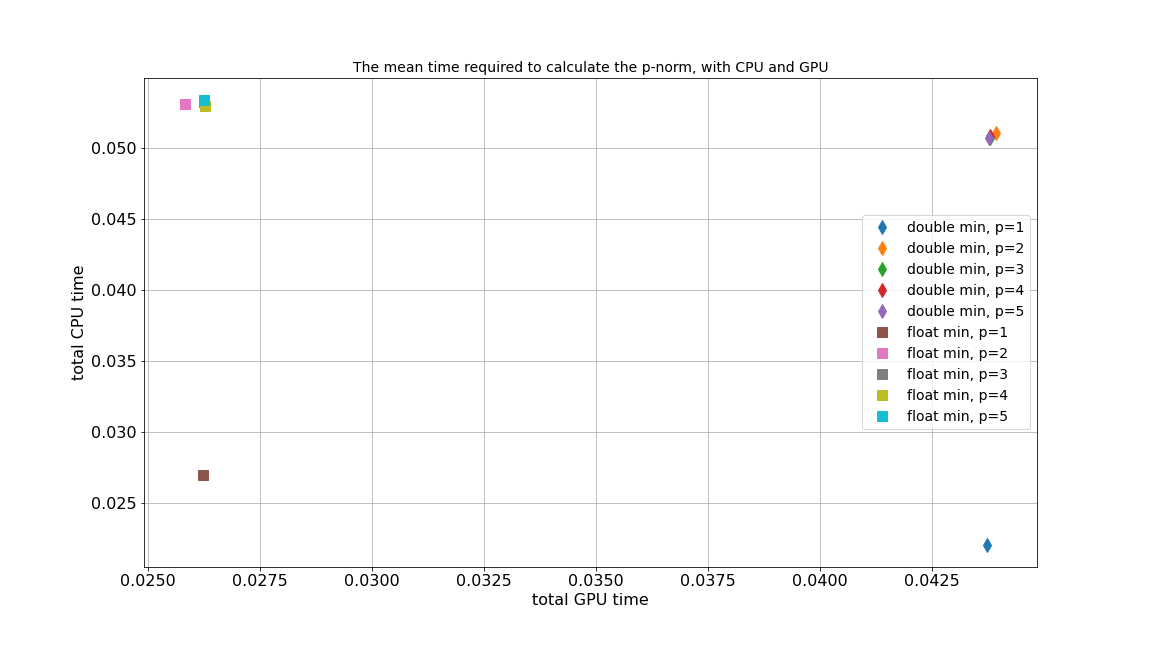 The mean time required to calculate the p-norm, with CPU and GPU
total CPU time
0.050
0.045
0.040
0.035
0.030
0.025
double min, p=1
double min, p=2
double min, p=3
double min, p=4
double min, p=5
float min, p=1
float min, p=2
float min, p=3
float min, p=4
float min, p=5
0.0250 0.0275 0.0300 0.0325 0.0350 0.0375 0.0400 0.0425
total GPU time